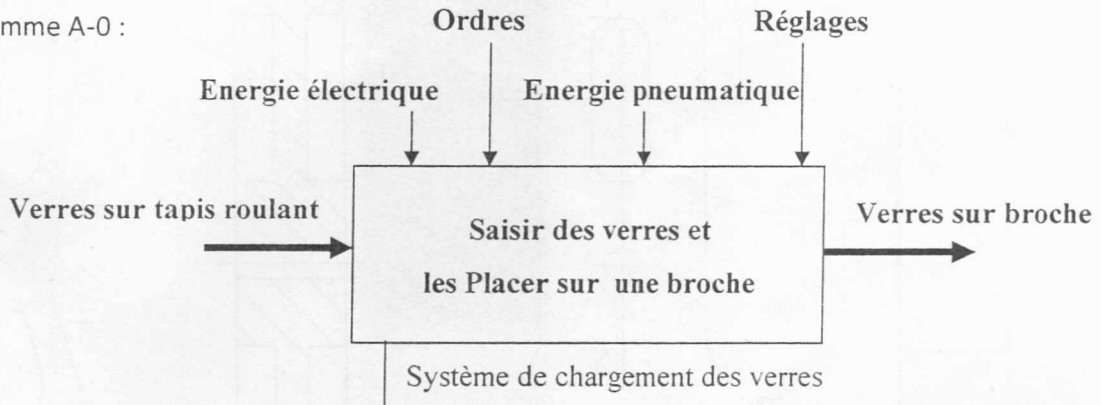 mme A-0 :
Ordres
Réglages
Energie électrique
Energie pneumatique
Verres sur tapis roulant
Saisir des verres et
les Placer sur une broche
Verres sur broche
Système de chargement des verres